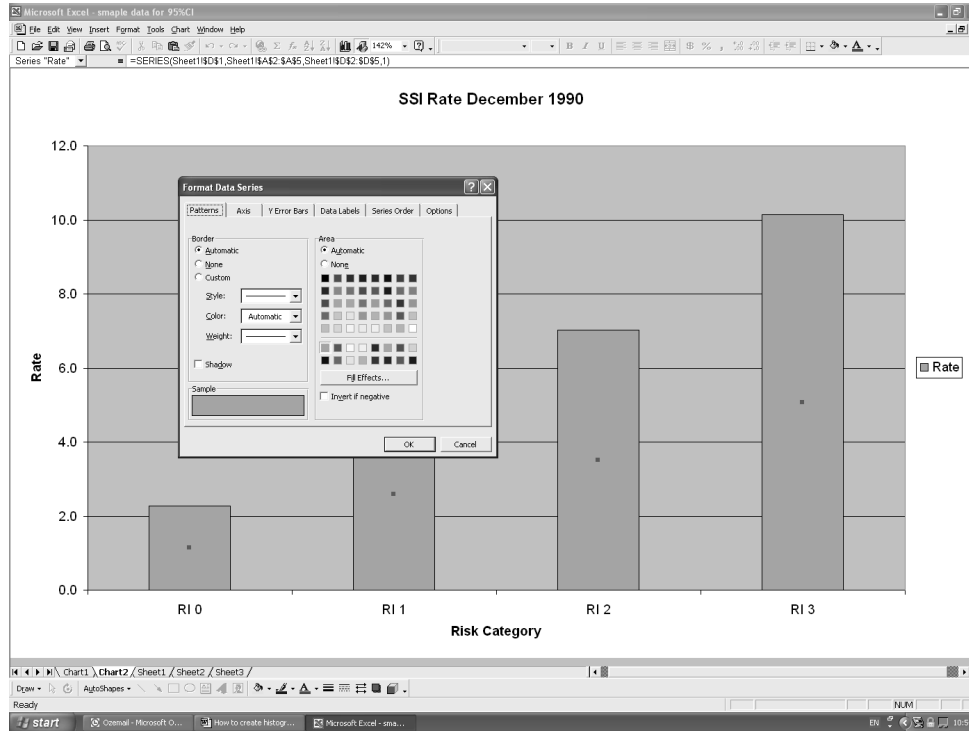 Microsoft Excel - smaple data for 95%CI
File Edit View Insert Format Tools Chart Window Help
142%
B I U $ % ,
Series "Rate" = =SERIES(Sheet1!$D$1,Sheet1!$A$2:$A$5,Sheet1!$D$2:$D$5,1)
SSI Rate December 1990
12.0
10.0
8.0
6.0
4.0
2.0
0.0
Rate
RI 0 RI 1 RI 2 RI 3
Risk Category
Rate
Format Data Series
Patterns Axis Y Error Bars Data Labels Series Order Options
Border
Automatic
None
Custom
Style:
Color: Automatic
Weight:
Shadow
Sample
Area
Automatic
None
Fill Effects...
Invert if negative
OK Cancel
Chart1 Chart2 Sheet1 Sheet2 Sheet3
Draw AutoShapes
Ready NUM
start Ozemail - Microsoft O... How to create histogr... Microsoft Excel - sma... EN